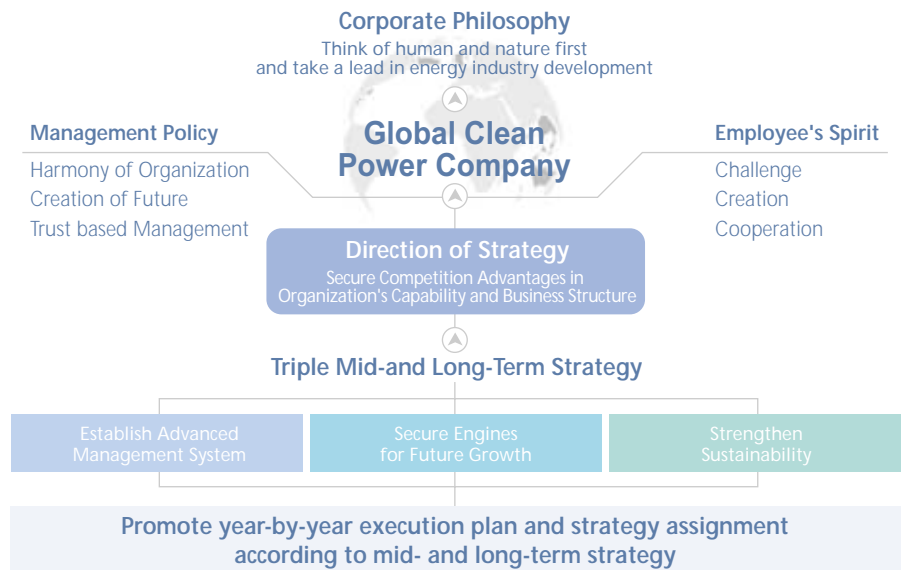 Corporate Philosophy
Think of human and nature first
and take a lead in energy industry development
Global Clean
Power Company
Management Policy
Harmony of Organization
Creation of Future
Trust based Management
Employee's Spirit
Challenge
Creation
Cooperation
Direction of Strategy
Secure Competition Advantages in
Organization's Capability and Business Structure
Triple Mid-and Long-Term Strategy
Establish Advanced
Management System
Secure Engines
for Future Growth
Strengthen
Sustainability
Promote year-by-year execution plan and strategy assignment
according to mid- and long-term strategy